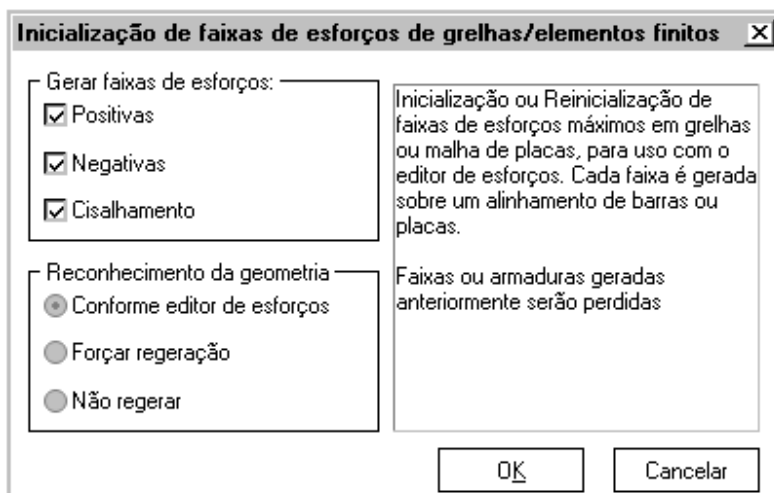 Inicialização de faixas de esforços de grelhas/elementos finitos
Gerar faixas de esforços:
Positivas
Negativas
Cisalhamento
Reconhecimento da geometria
Conforme editor de esforços
Forçar regeração
Não regerar
Inicialização ou Reinicialização de
faixas de esforços máximos em grelhas
ou malha de placas, para uso com o
editor de esforços. Cada faixa é gerada
sobre um alinhamento de barras ou
placas.
Faixas ou armaduras geradas
anteriormente serão perdidas
OK
Cancelar